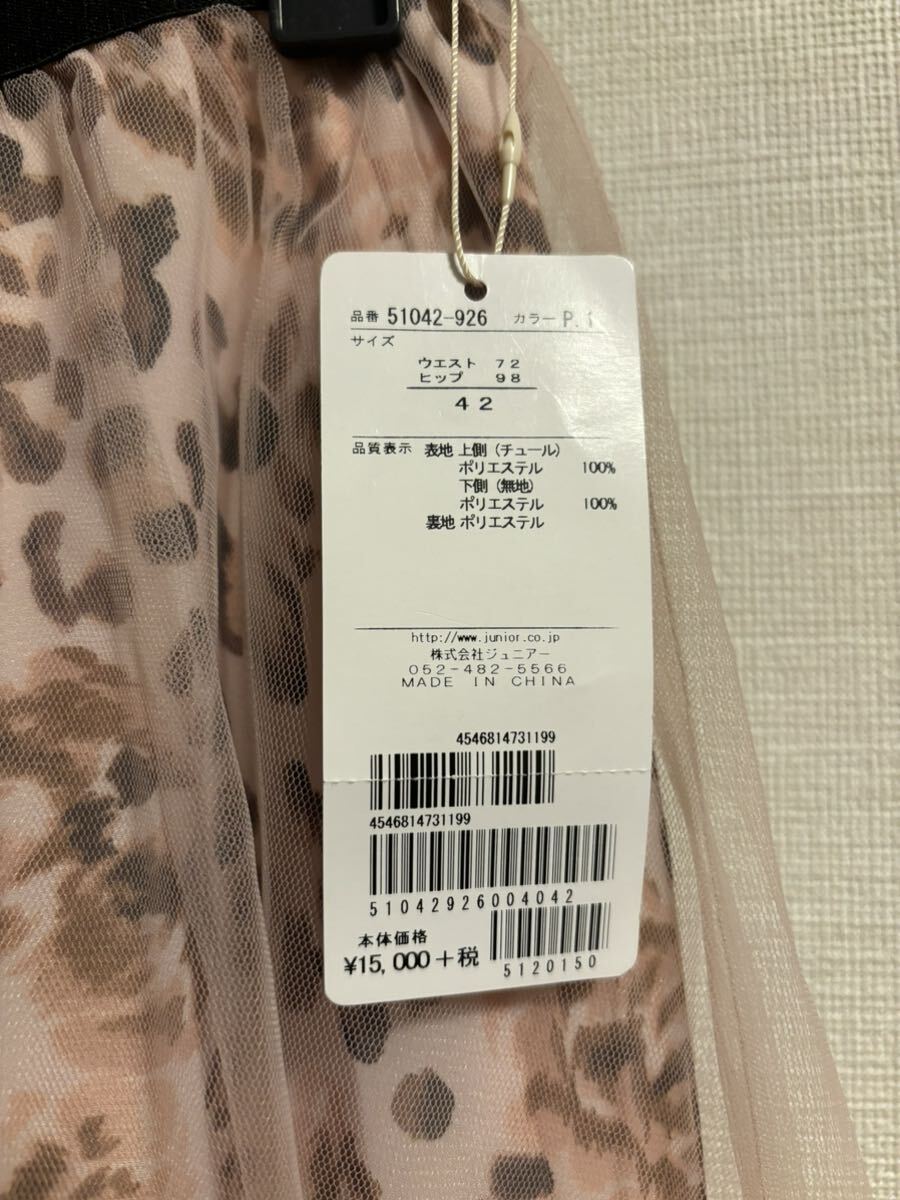 品番 51042-926 カラー P.1
サイズ
ウエスト 72
ヒップ 98
42
品質表示 表地 上側 (チュール)
ポリエステル 100%
下側 (無地)
ポリエステル 100%
裏地 ポリエステル
http://www.junior.co.jp
株式会社ジュニアー
052-482-5566
MADE IN CHINA
4546814731199
4546814731199
51042926004042
本体価格
¥15,000+税
5120150